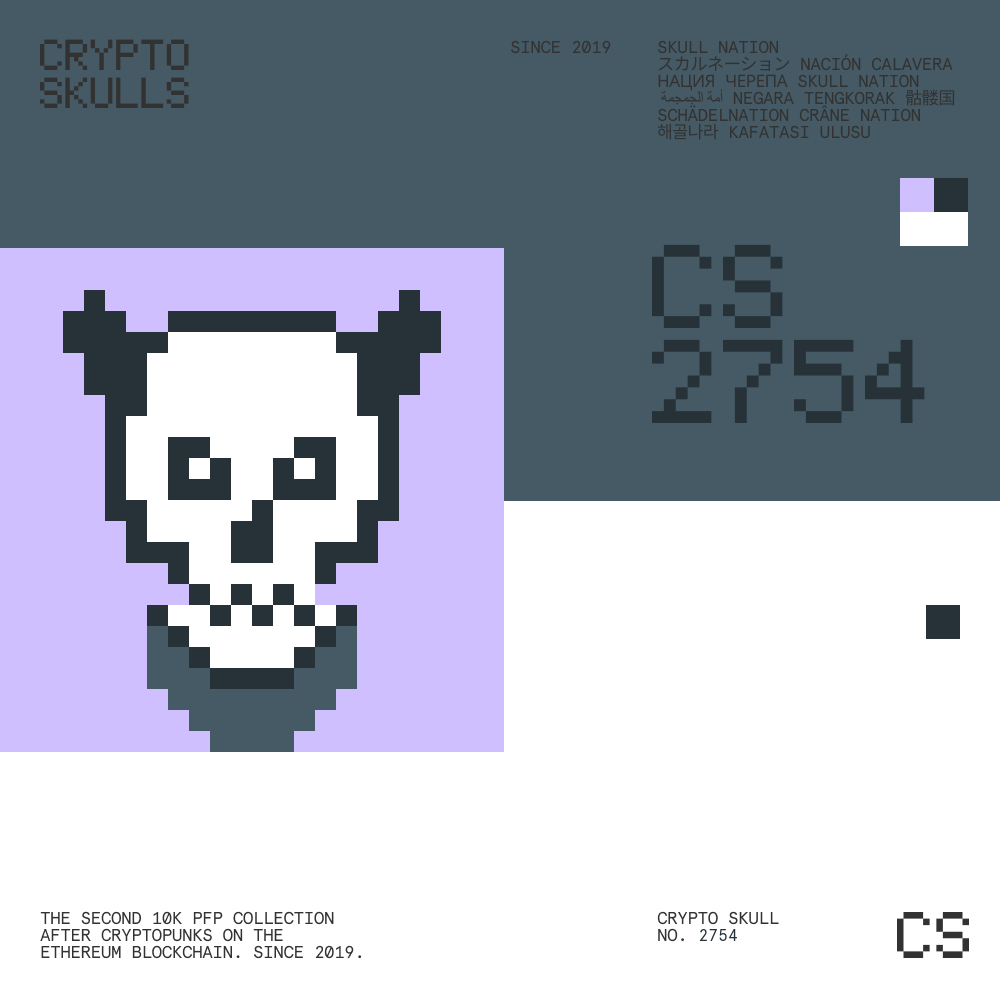 CRYPTO
SKULLS
SINCE 2019
SKULL NATION
スカルネーション NACIÓN CALAVERA
НАЦИЯ ЧЕРЕПА SKULL NATION
أمة الجمجمة NEGARA TENGKORAK 骷髅国
SCHÄDELNATION CRÂNE NATION
해골나라 KAFATASI ULUSU
CS
2754
THE SECOND 10K PFP COLLECTION
AFTER CRYPTOPUNKS ON THE
ETHEREUM BLOCKCHAIN. SINCE 2019.
CRYPTO SKULL
NO. 2754
CS